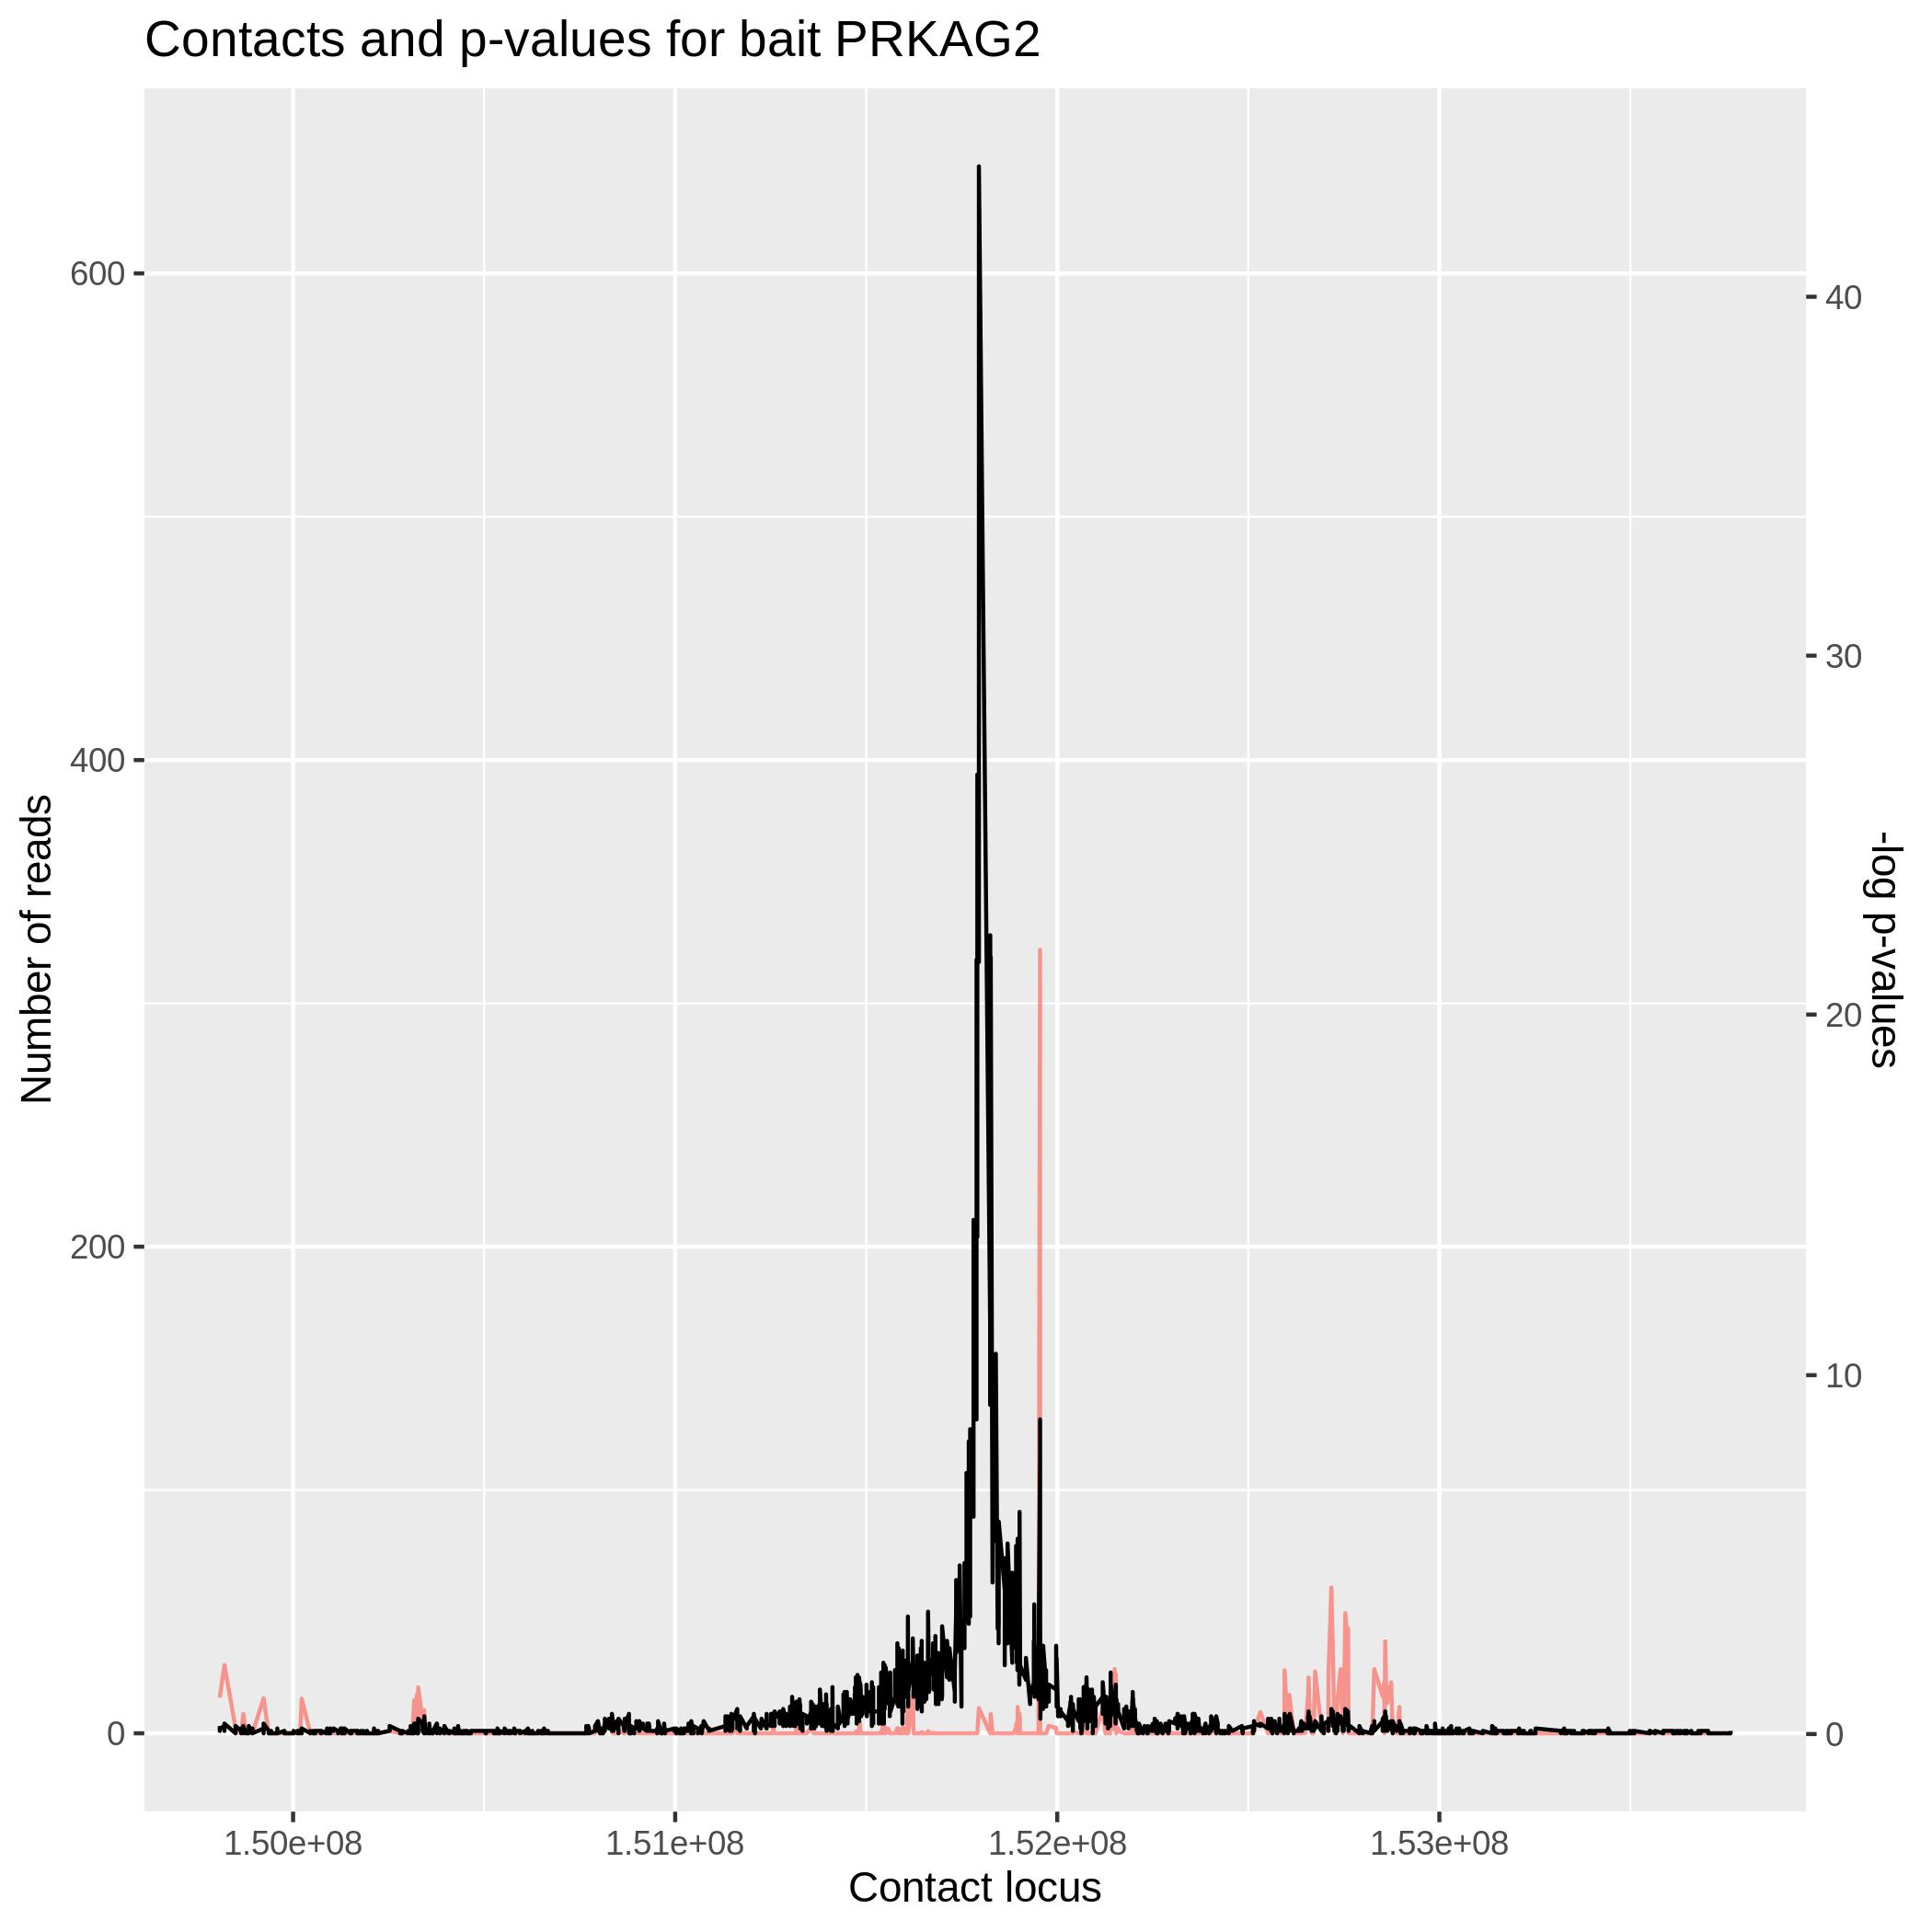 Contacts and p-values for bait PRKAG2
600
400
200
0
Number of reads
40
30
20
10
0
-log p-values
1.50e+08
1.51e+08
1.52e+08
1.53e+08
Contact locus